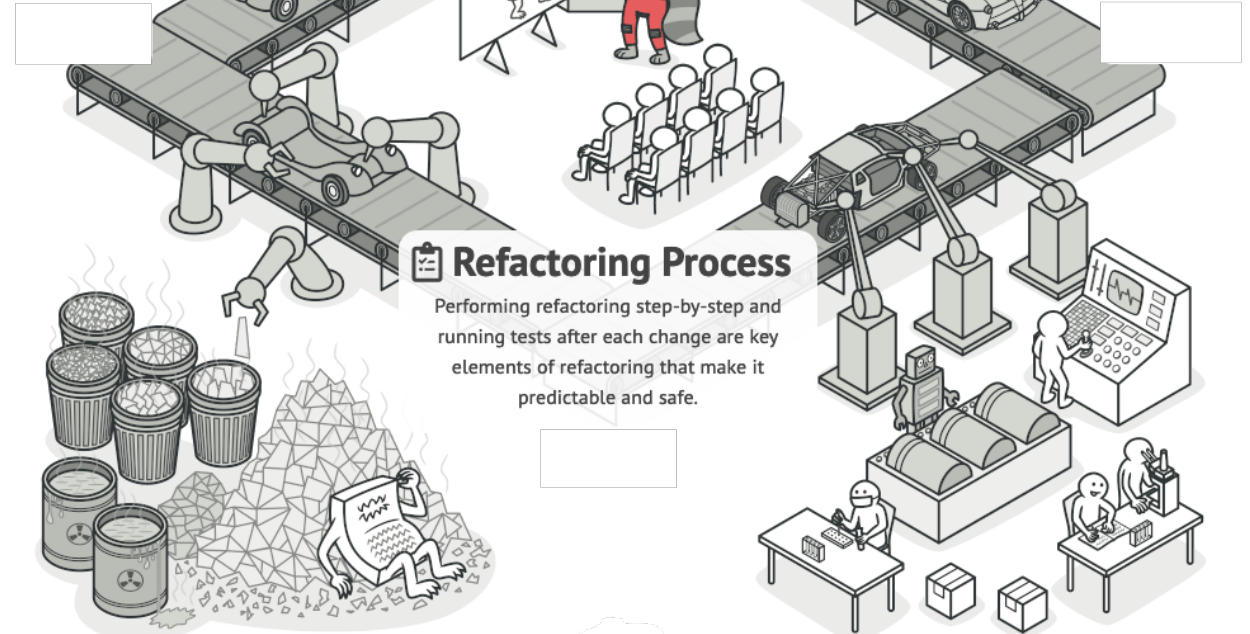 Refactoring Process
Performing refactoring step-by-step and
running tests after each change are key
elements of refactoring that make it
predictable and safe.